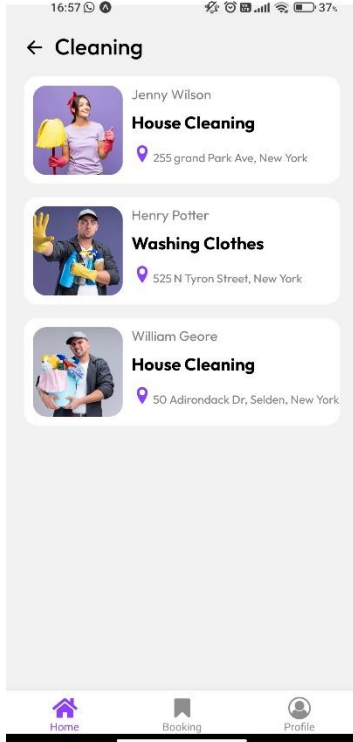 16:57
37%
Cleaning
Jenny Wilson
House Cleaning
255 grand Park Ave, New York
Henry Potter
Washing Clothes
525 N Tyron Street, New York
William Geore
House Cleaning
50 Adirondack Dr, Selden, New York
Home
Booking
Profile